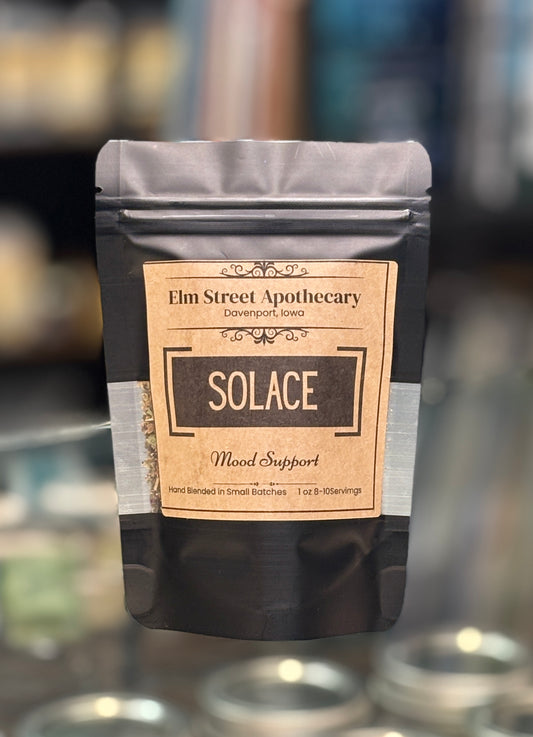 Elm Street Apothecary
Davenport, Iowa
SOLACE
Mood Support
Hand Blended in Small Batches 1 oz 8-10Servimgs